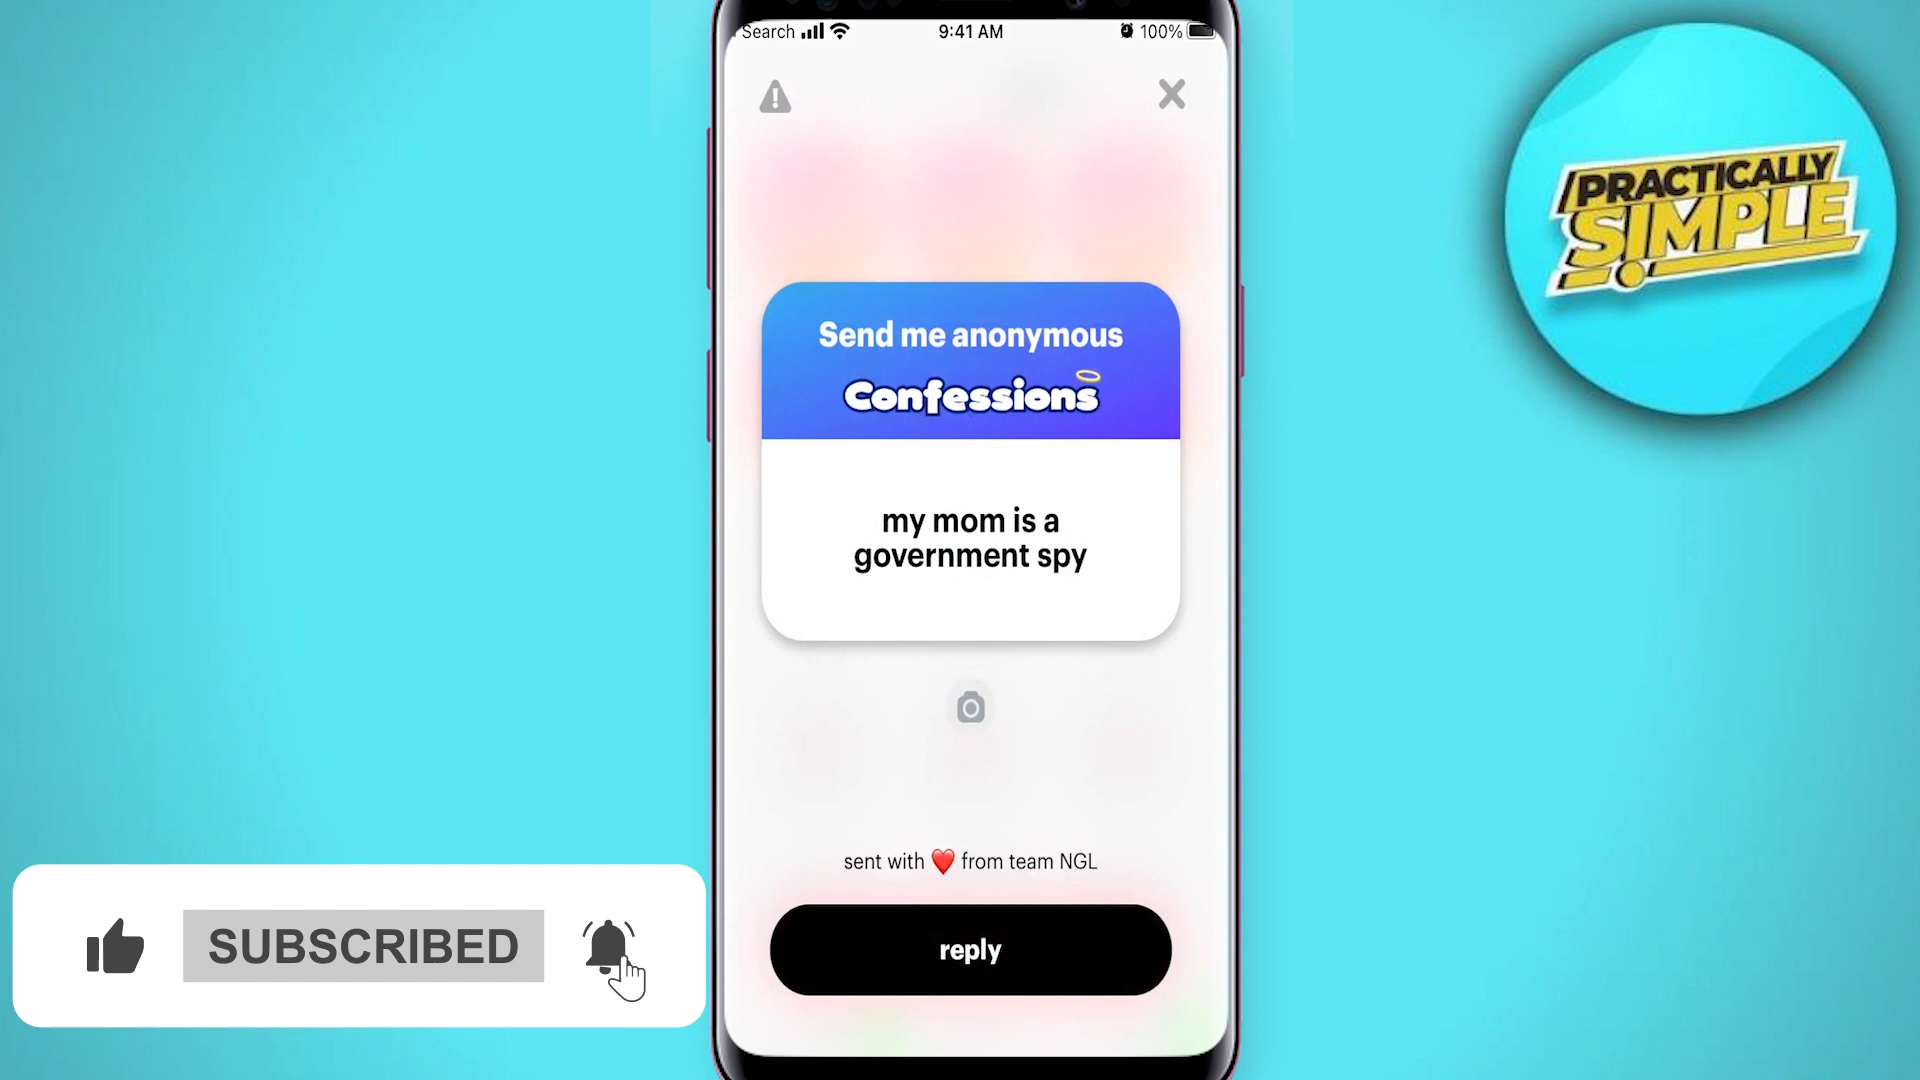 Search
9:41 AM
100%
PRACTICALLY
SIMPLE
Send me anonymous
Confessions
my mom is a
government spy
sent with ❤️ from team NGL
reply
SUBSCRIBED